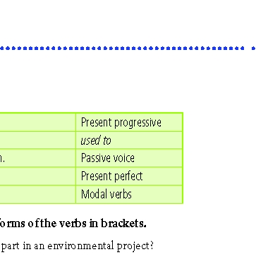 Present progressive
used to
n. Passive voice
Present perfect
Modal verbs
forms of the verbs in brackets.
part in an environmental project?